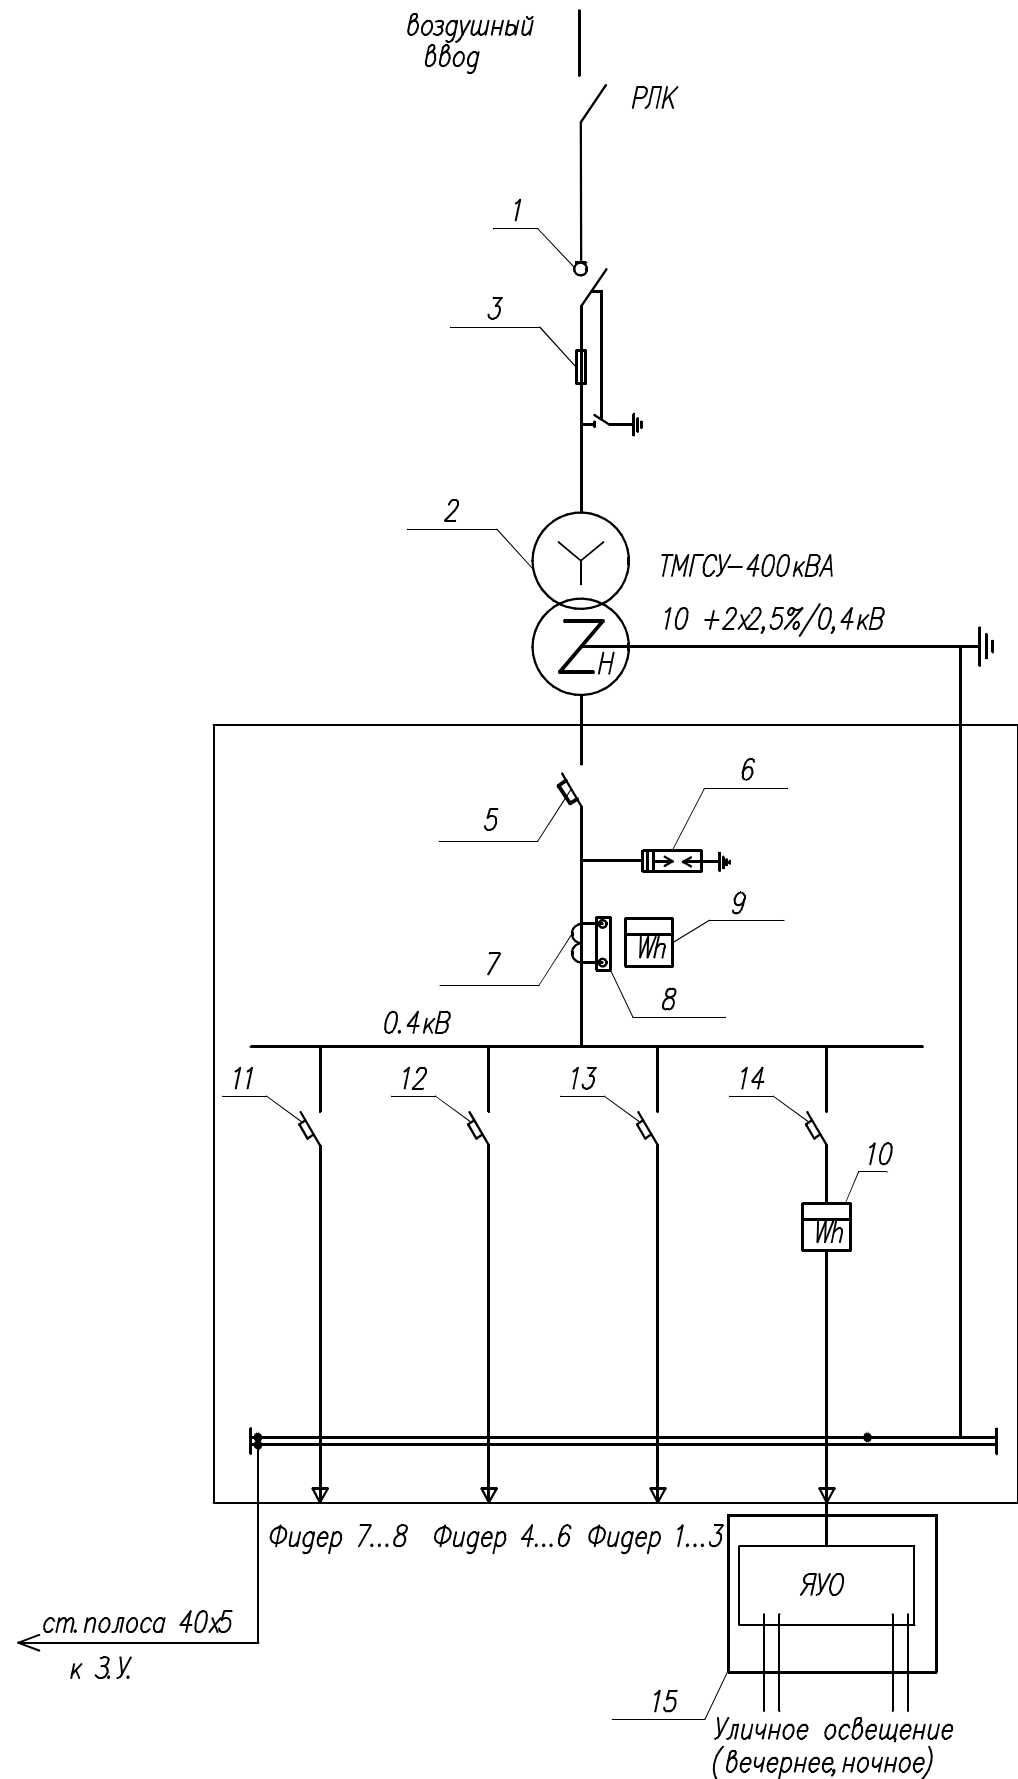 воздушный
ввод
РЛК
1
3
2
ТМГСУ-400кВА
10 +2х2,5%/0,4кВ
Н
6
5
9
Wh
7
8
0.4кВ
11
12
13
14
10
Wh
Фидер 7...8
Фидер 4...6
Фидер 1...3
ЯУО
ст.полоса 40х5
к З.У.
15
Уличное освещение
(вечернее,ночное)